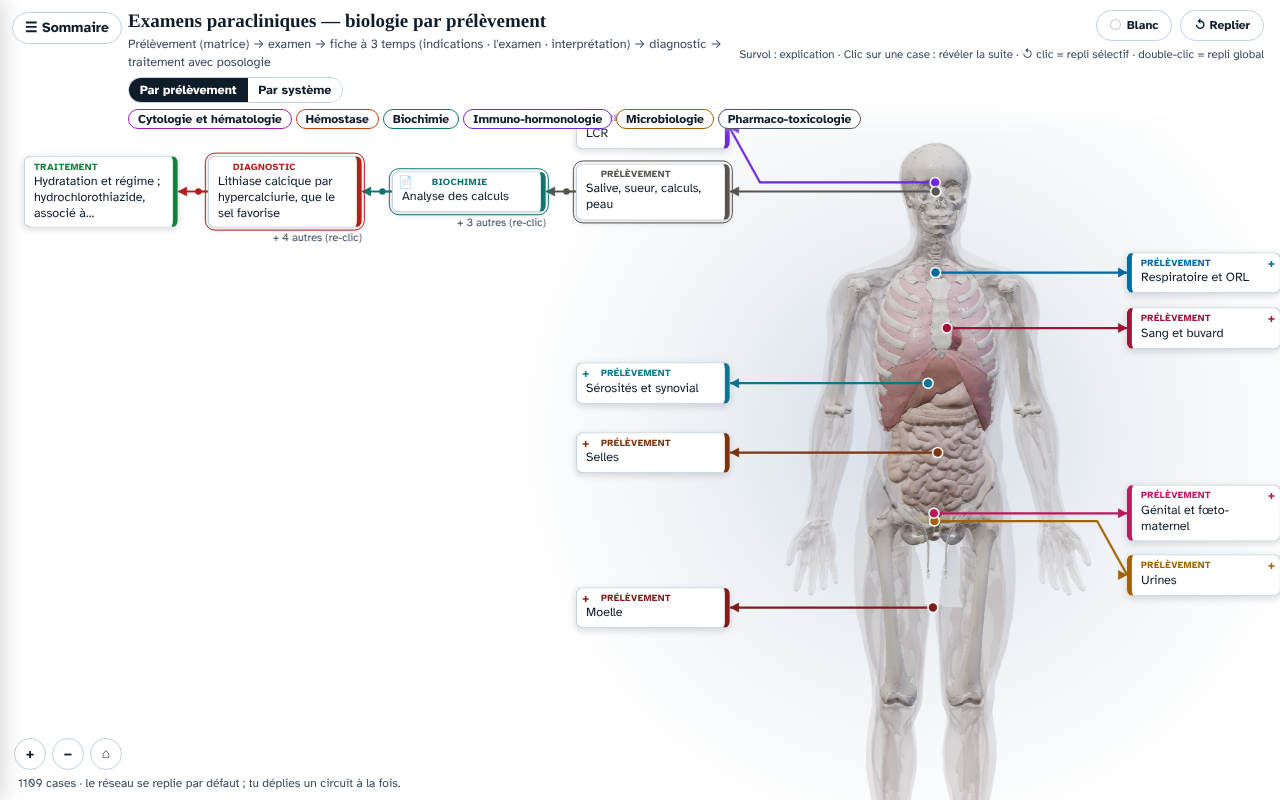 ☰ Sommaire
Examens paracliniques — biologie par prélèvement
Prélèvement (matrice) → examen → fiche à 3 temps (indications · l'examen · interprétation) → diagnostic →
traitement avec posologie
Blanc
↺ Replier
Survol : explication · Clic sur une case : révéler la suite · ↺ clic = repli sélectif · double-clic = repli global
Par prélèvement
Par système
Cytologie et hématologie
Hémostase
Biochimie
Immuno-hormonologie
Microbiologie
Pharmaco-toxicologie
LCR
TRAITEMENT
Hydratation et régime ;
hydrochlorothiazide,
associé à…
DIAGNOSTIC
Lithiase calcique par
hypercalciurie, que le
sel favorise
+ 4 autres (re-clic)
BIOCHIMIE
Analyse des calculs
+ 3 autres (re-clic)
PRÉLÈVEMENT
Salive, sueur, calculs,
peau
PRÉLÈVEMENT +
Respiratoire et ORL
PRÉLÈVEMENT +
Sang et buvard
+ PRÉLÈVEMENT
Sérosités et synovial
+ PRÉLÈVEMENT
Selles
PRÉLÈVEMENT +
Génital et fœto-
maternel
PRÉLÈVEMENT +
Urines
+ PRÉLÈVEMENT
Moelle
+ − ⌂
1109 cases · le réseau se replie par défaut ; tu déplies un circuit à la fois.